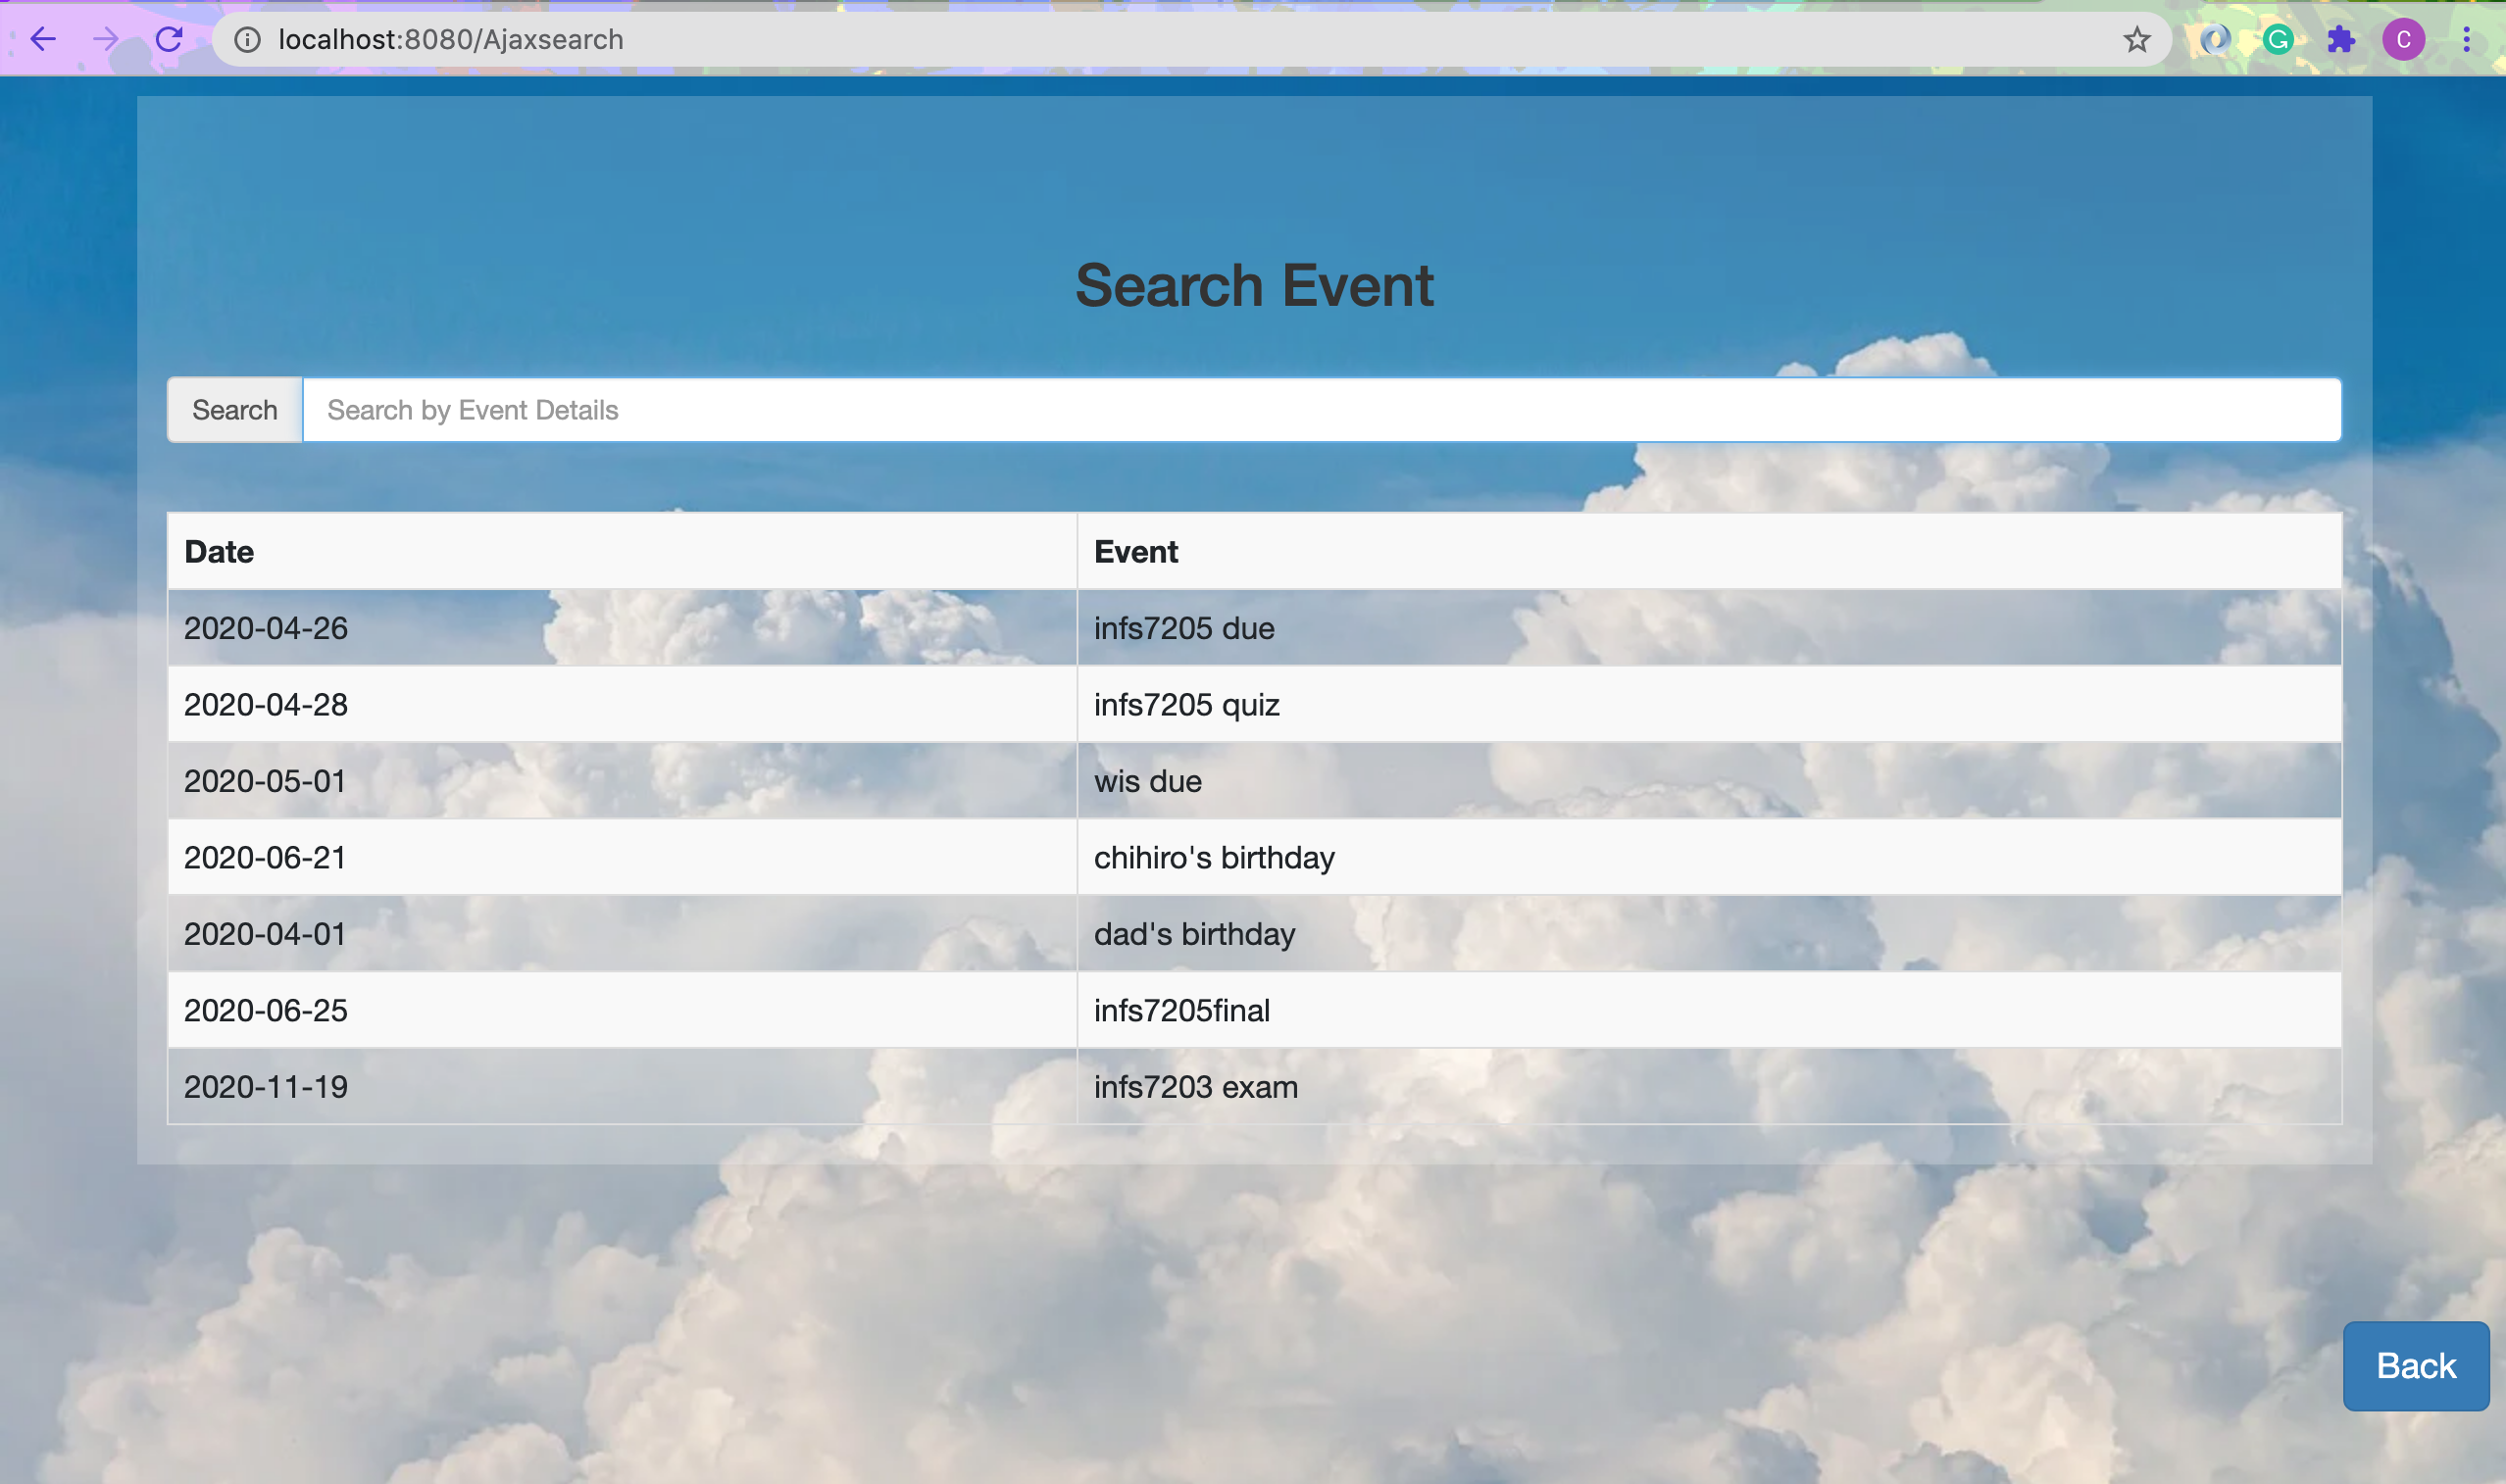 localhost:8080/Ajaxsearch
C
Search Event
Search Search by Event Details
Date Event
2020-04-26 infs7205 due
2020-04-28 infs7205 quiz
2020-05-01 wis due
2020-06-21 chihiro's birthday
2020-04-01 dad's birthday
2020-06-25 infs7205final
2020-11-19 infs7203 exam
Back